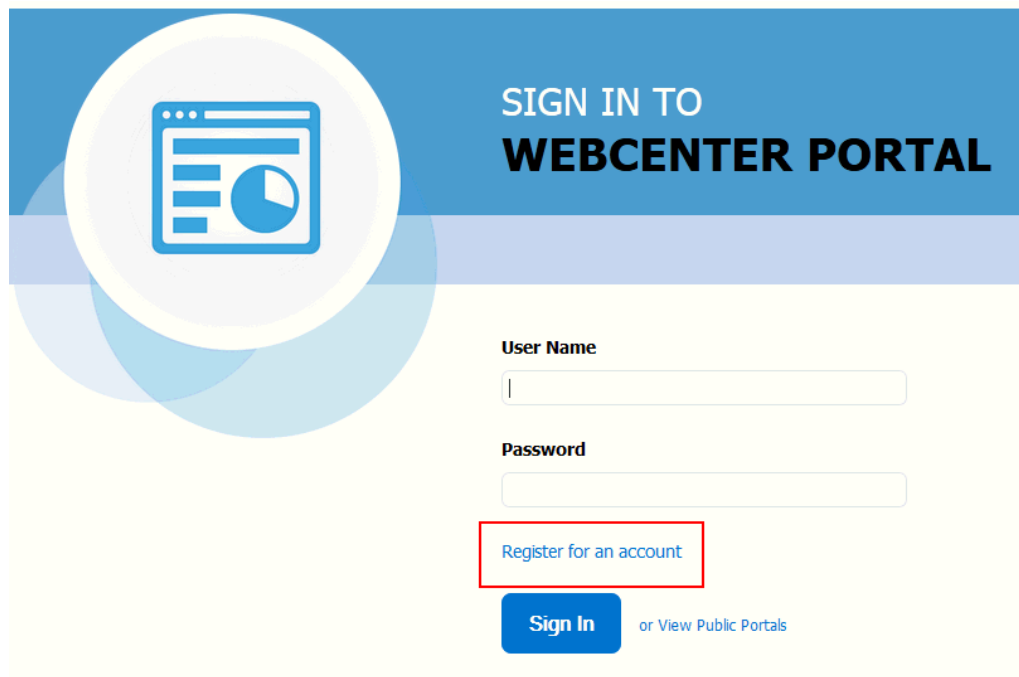 SIGN IN TO
WEBCENTER PORTAL
User Name
Password
Register for an account
Sign In or View Public Portals